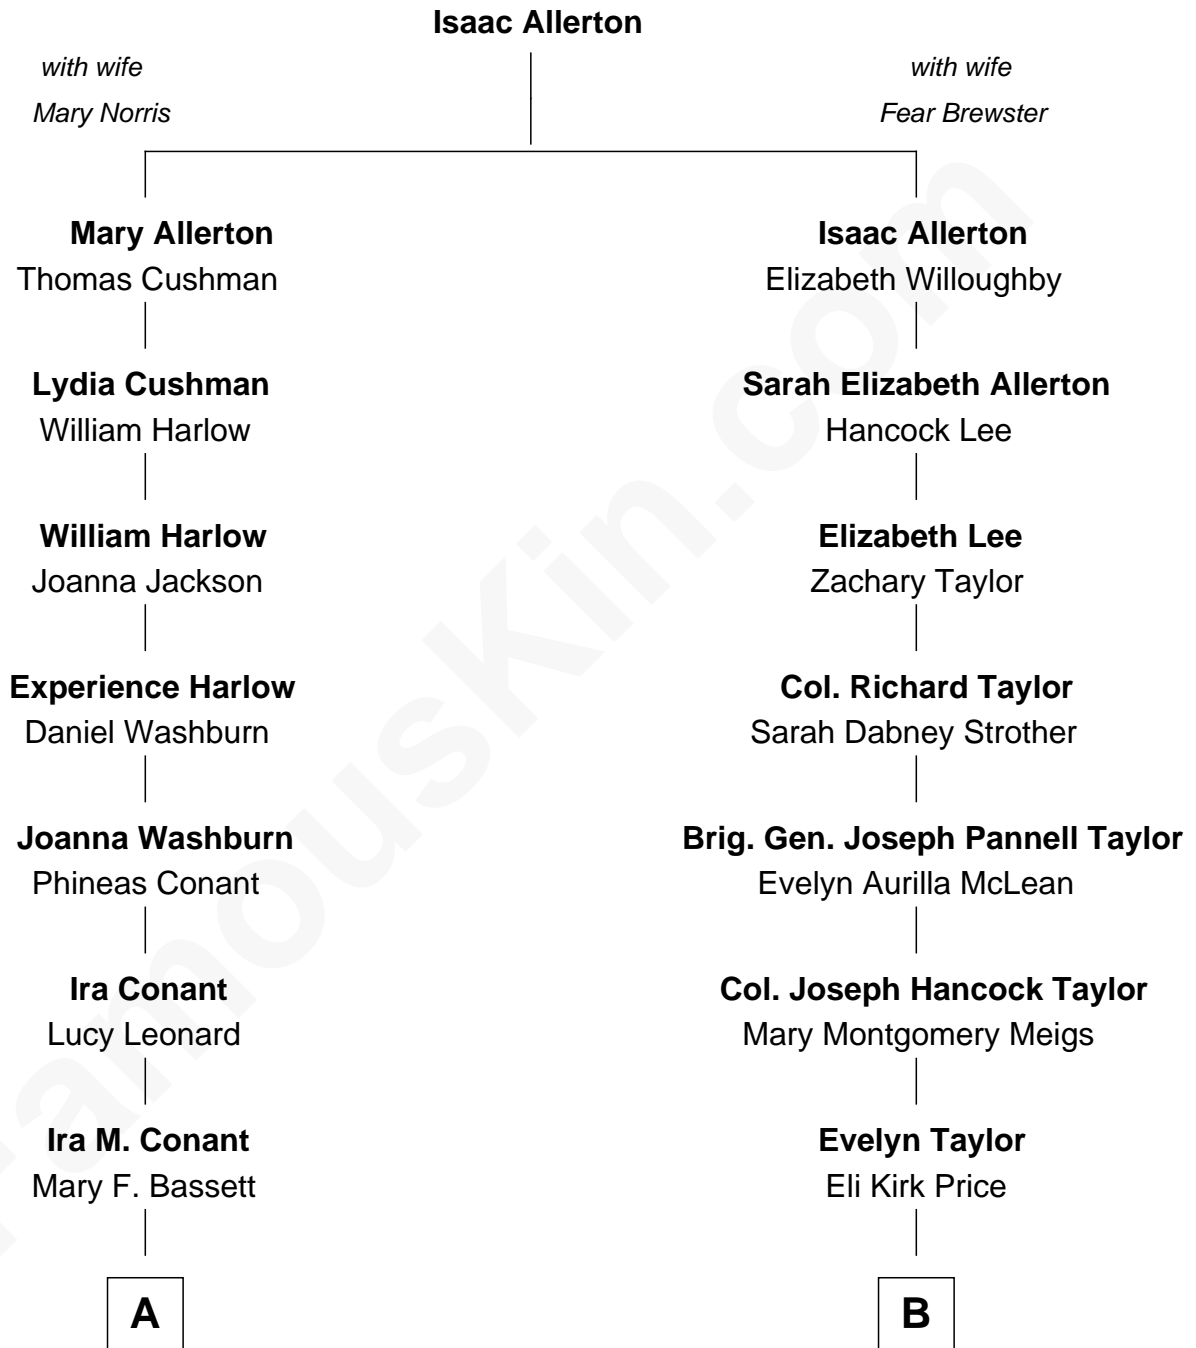 Isaac Allerton
with wife
Mary Norris
with wife
Fear Brewster
Mary Allerton
Thomas Cushman
Isaac Allerton
Elizabeth Willoughby
Lydia Cushman
William Harlow
Sarah Elizabeth Allerton
Hancock Lee
William Harlow
Joanna Jackson
Elizabeth Lee
Zachary Taylor
Experience Harlow
Daniel Washburn
Col. Richard Taylor
Sarah Dabney Strother
Joanna Washburn
Phineas Conant
Brig. Gen. Joseph Pannell Taylor
Evelyn Aurilla McLean
Ira Conant
Lucy Leonard
Col. Joseph Hancock Taylor
Mary Montgomery Meigs
Ira M. Conant
Mary F. Bassett
Evelyn Taylor
Eli Kirk Price
A
B
FamousKin.com